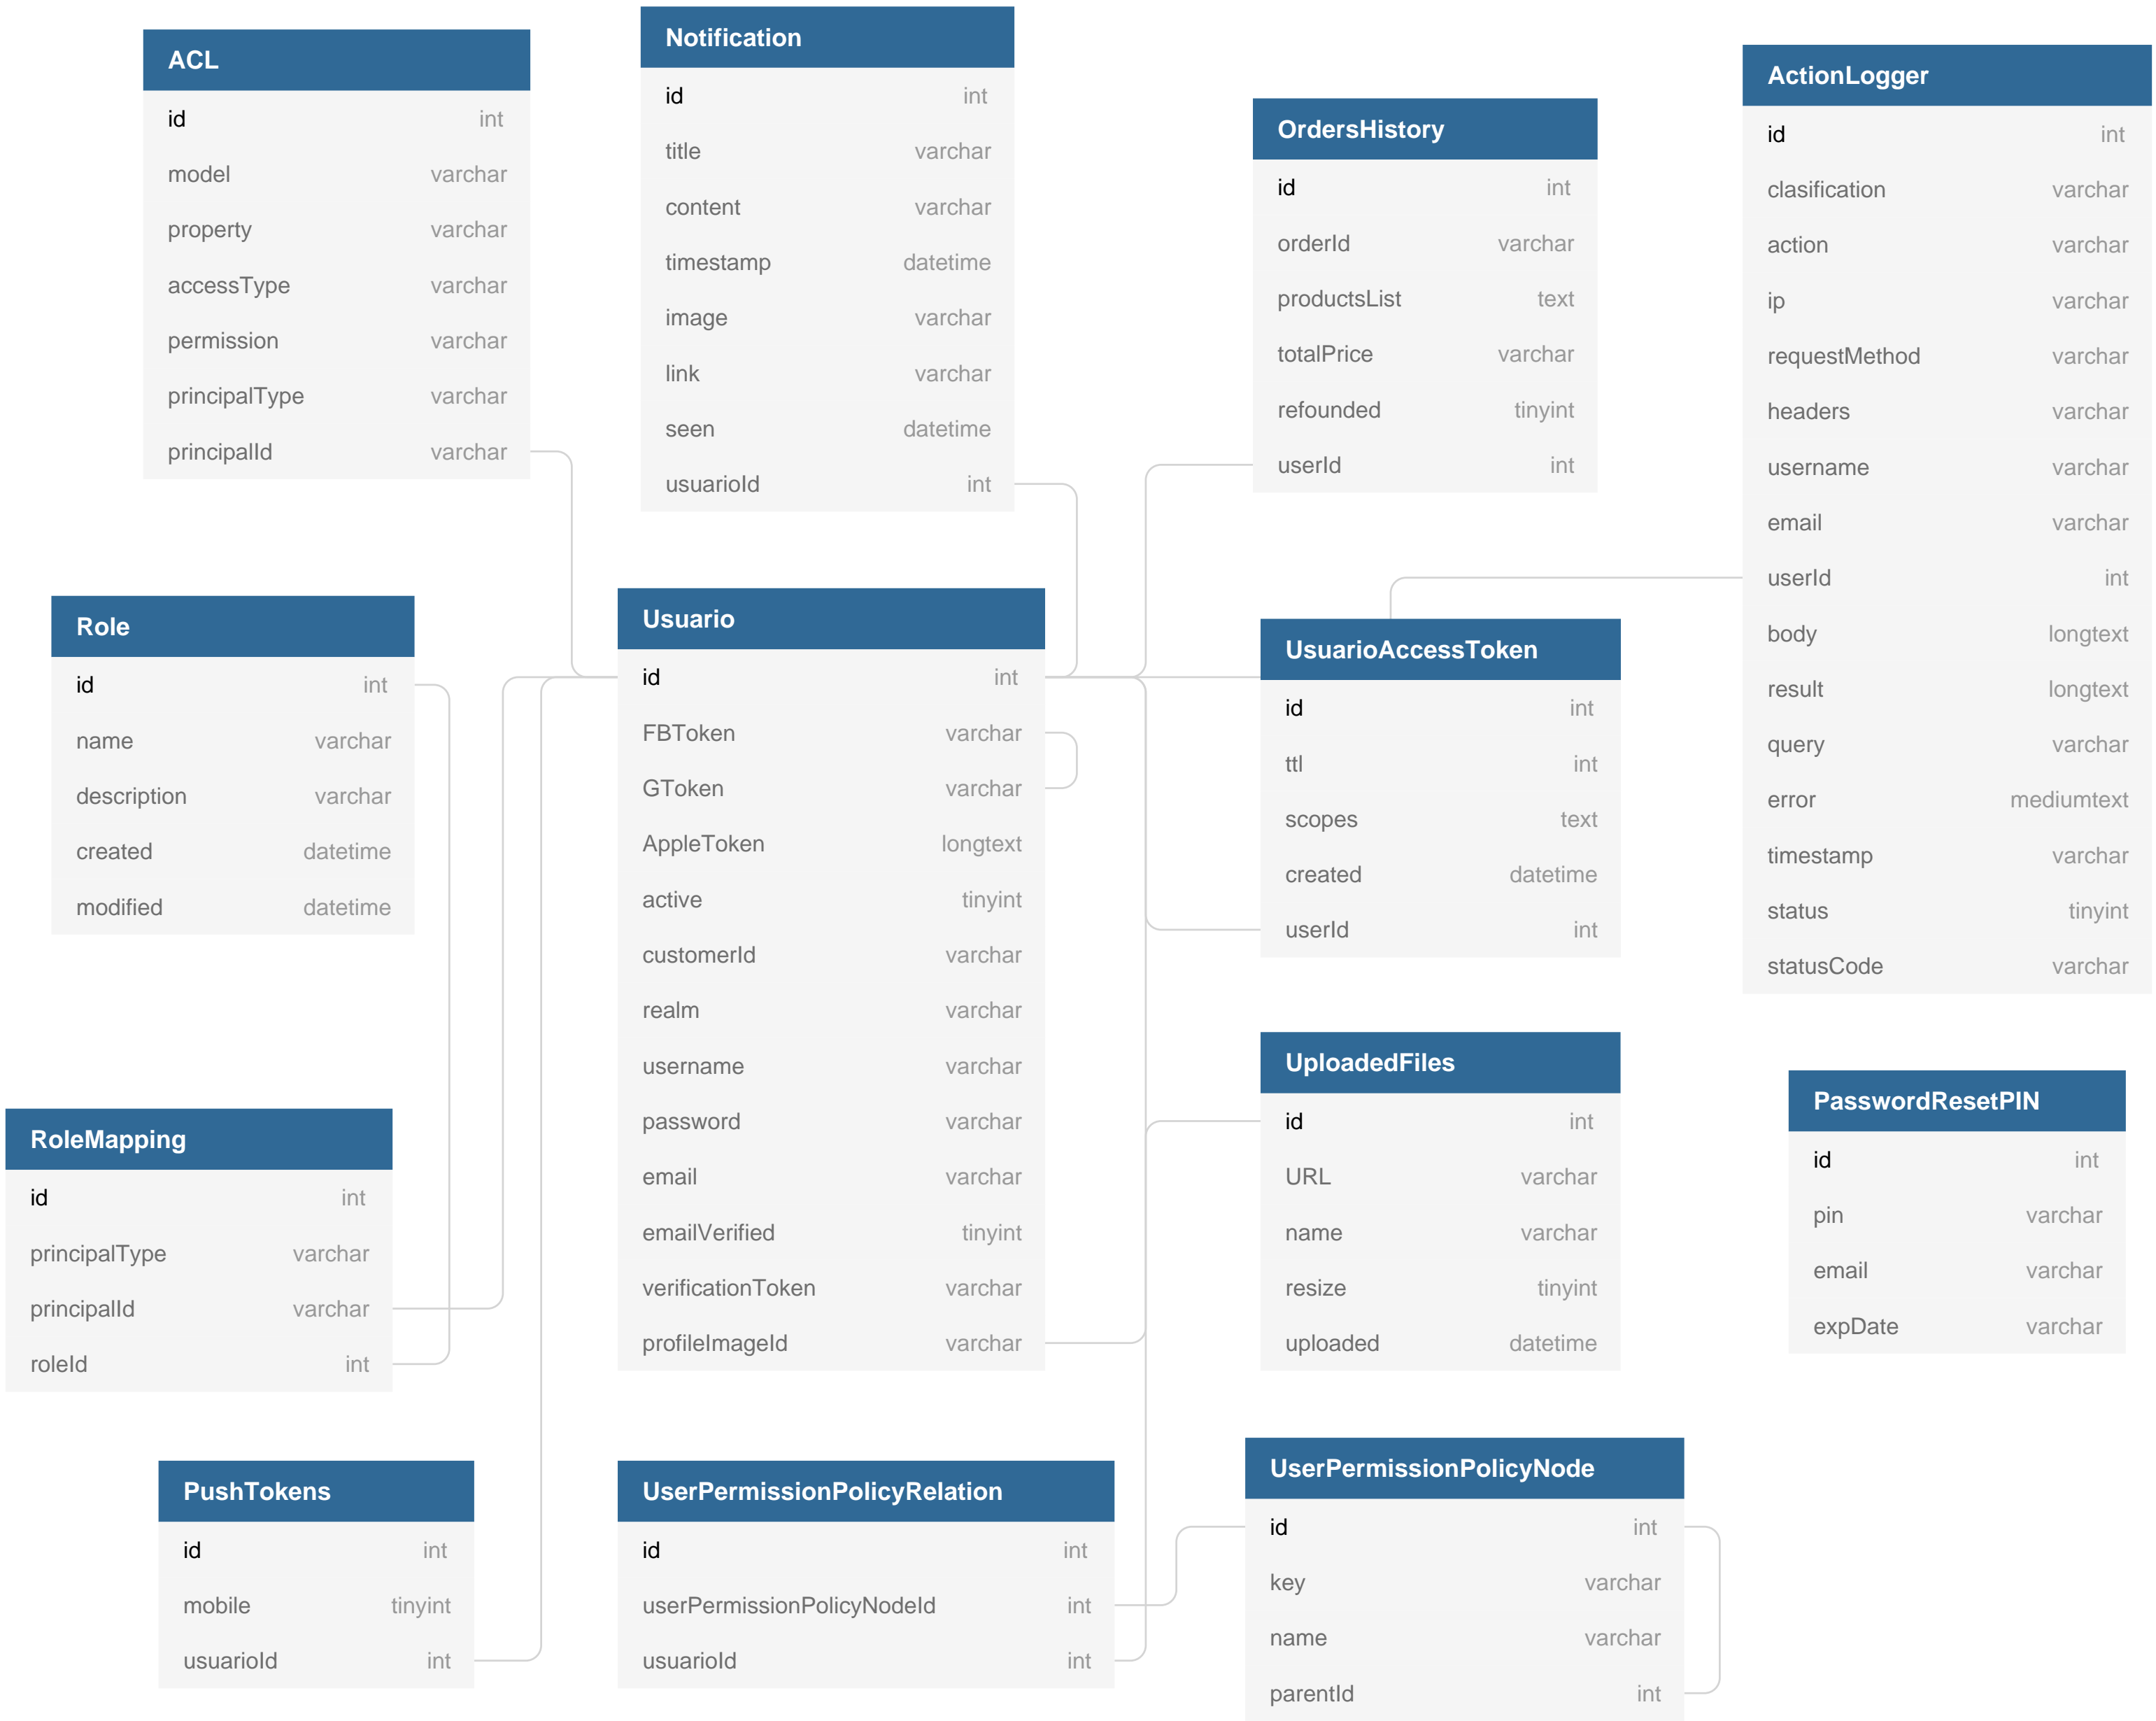 ACL
id int
model varchar
property varchar
accessType varchar
permission varchar
principalType varchar
principalId varchar
Notification
id int
title varchar
content varchar
timestamp datetime
image varchar
link varchar
seen datetime
usuarioId int
OrdersHistory
id int
orderId varchar
productsList text
totalPrice varchar
refounded tinyint
userId int
ActionLogger
id int
clasification varchar
action varchar
ip varchar
requestMethod varchar
headers varchar
username varchar
email varchar
userId int
body longtext
result longtext
query varchar
error mediumtext
timestamp varchar
status tinyint
statusCode varchar
Role
id int
name varchar
description varchar
created datetime
modified datetime
Usuario
id int
FBToken varchar
GToken varchar
AppleToken longtext
active tinyint
customerId varchar
realm varchar
username varchar
password varchar
email varchar
emailVerified tinyint
verificationToken varchar
profileImageId varchar
UsuarioAccessToken
id int
ttl int
scopes text
created datetime
userId int
UploadedFiles
id int
URL varchar
name varchar
resize tinyint
uploaded datetime
PasswordResetPIN
id int
pin varchar
email varchar
expDate varchar
RoleMapping
id int
principalType varchar
principalId varchar
roleId int
PushTokens
id int
mobile tinyint
usuarioId int
UserPermissionPolicyRelation
id int
userPermissionPolicyNodeId int
usuarioId int
UserPermissionPolicyNode
id int
key varchar
name varchar
parentId int